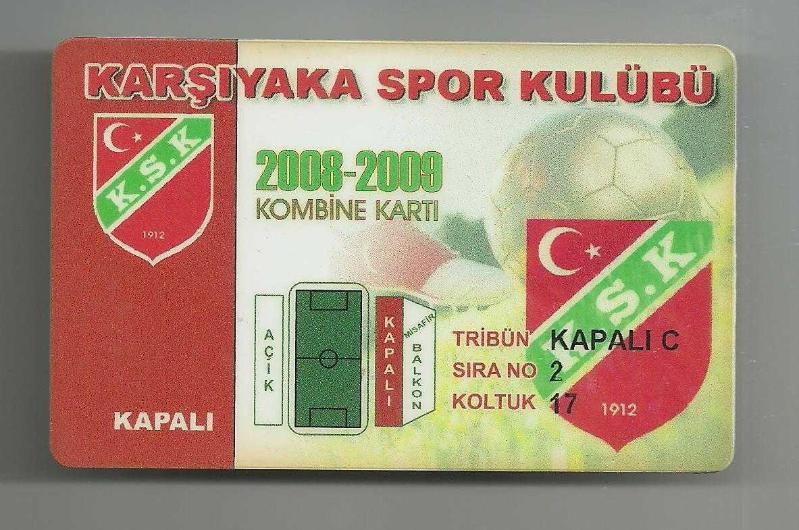 KARŞIYAKA SPOR KULÜBÜ
K.S.K
1912
2008-2009
KOMBİNE KARTI
AÇIK
KAPALI
MİSAFİR
BALKON
TRİBÜN KAPALI C
SIRA NO 2
KOLTUK 17
K.S.K
1912
KAPALI